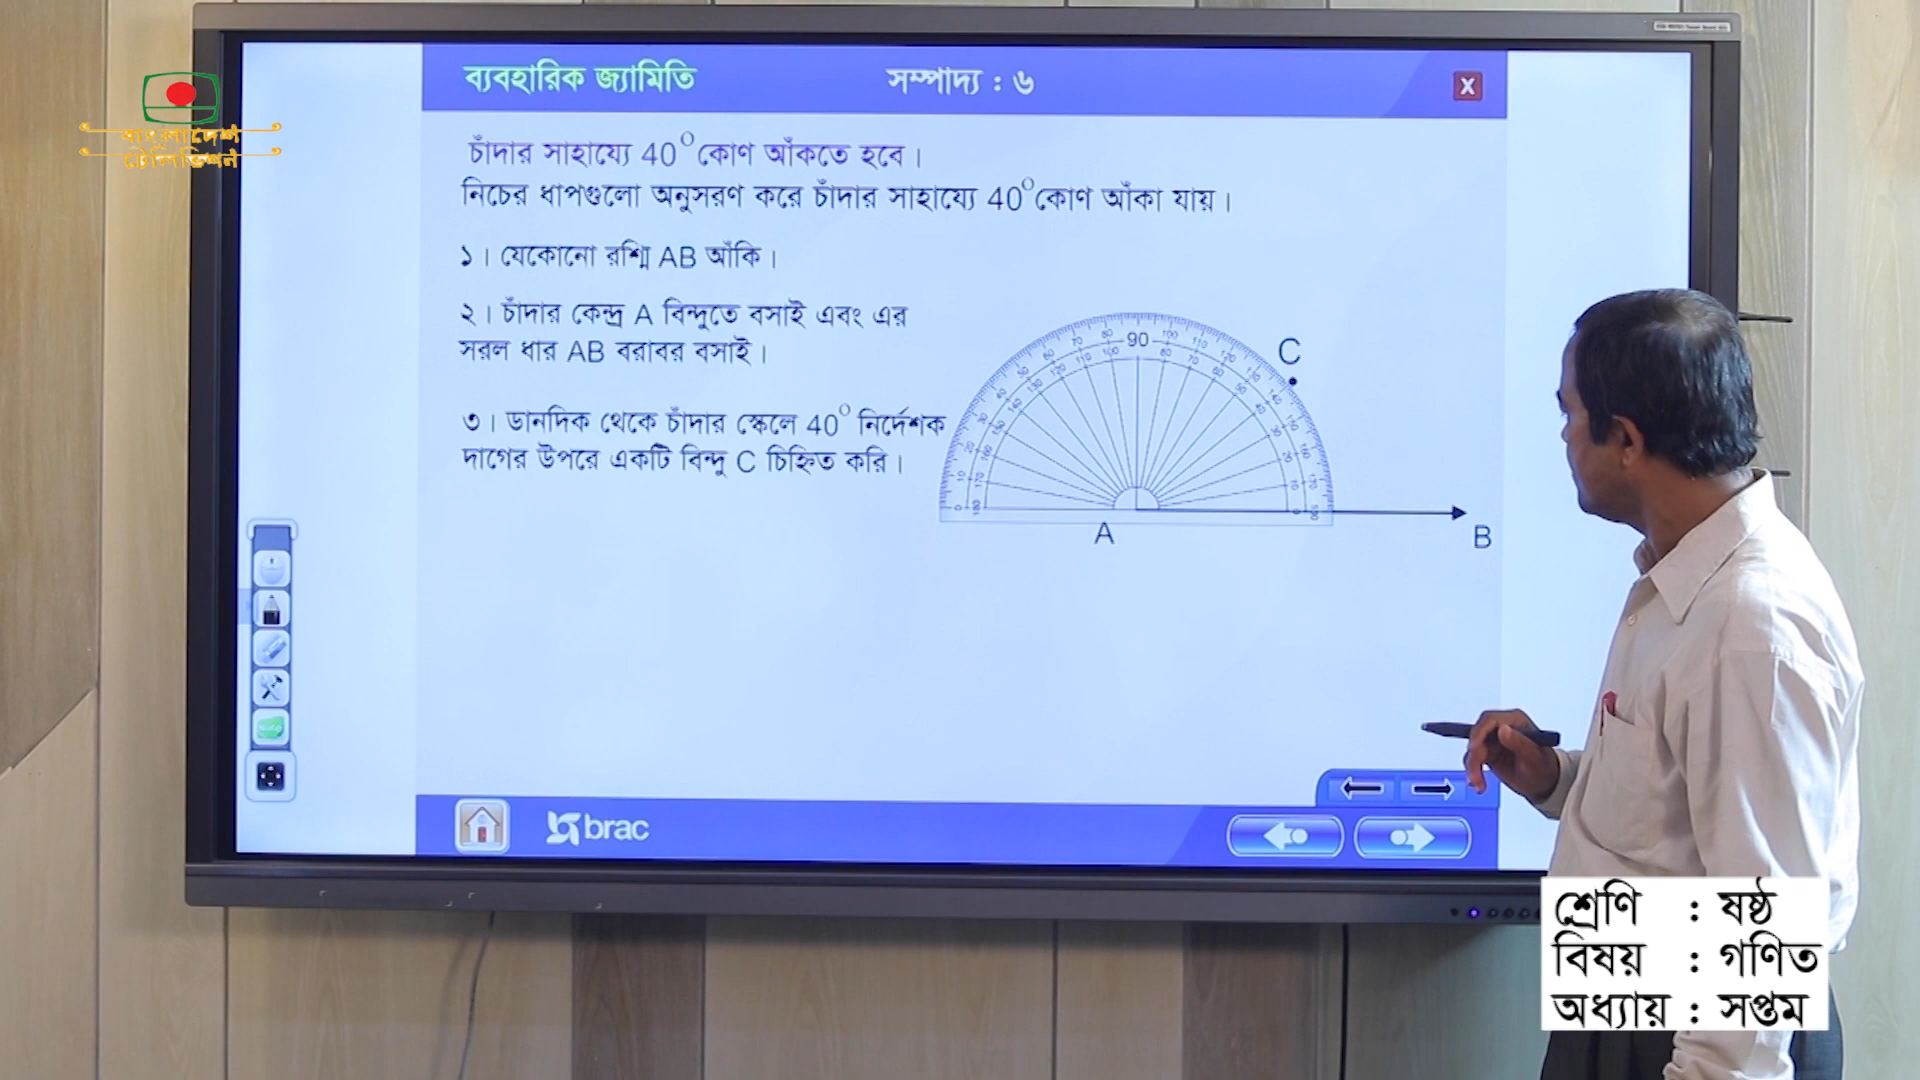 বাংলাদেশ
টেলিভিশন
ব্যবহারিক জ্যামিতি
সম্পাদ্য : ৬
X
চাঁদার সাহায্যে 40° কোণ আঁকতে হবে।
নিচের ধাপগুলো অনুসরণ করে চাঁদার সাহায্যে 40° কোণ আঁকা যায়।
১। যেকোনো রশ্মি AB আঁকি।
২। চাঁদার কেন্দ্র A বিন্দুতে বসাই এবং এর
সরল ধার AB বরাবর বসাই।
৩। ডানদিক থেকে চাঁদার স্কেলে 40° নির্দেশক
দাগের উপরে একটি বিন্দু C চিহ্নিত করি।
90
C
A
B
brac
শ্রেণি : ষষ্ঠ
বিষয় : গণিত
অধ্যায় : সপ্তম